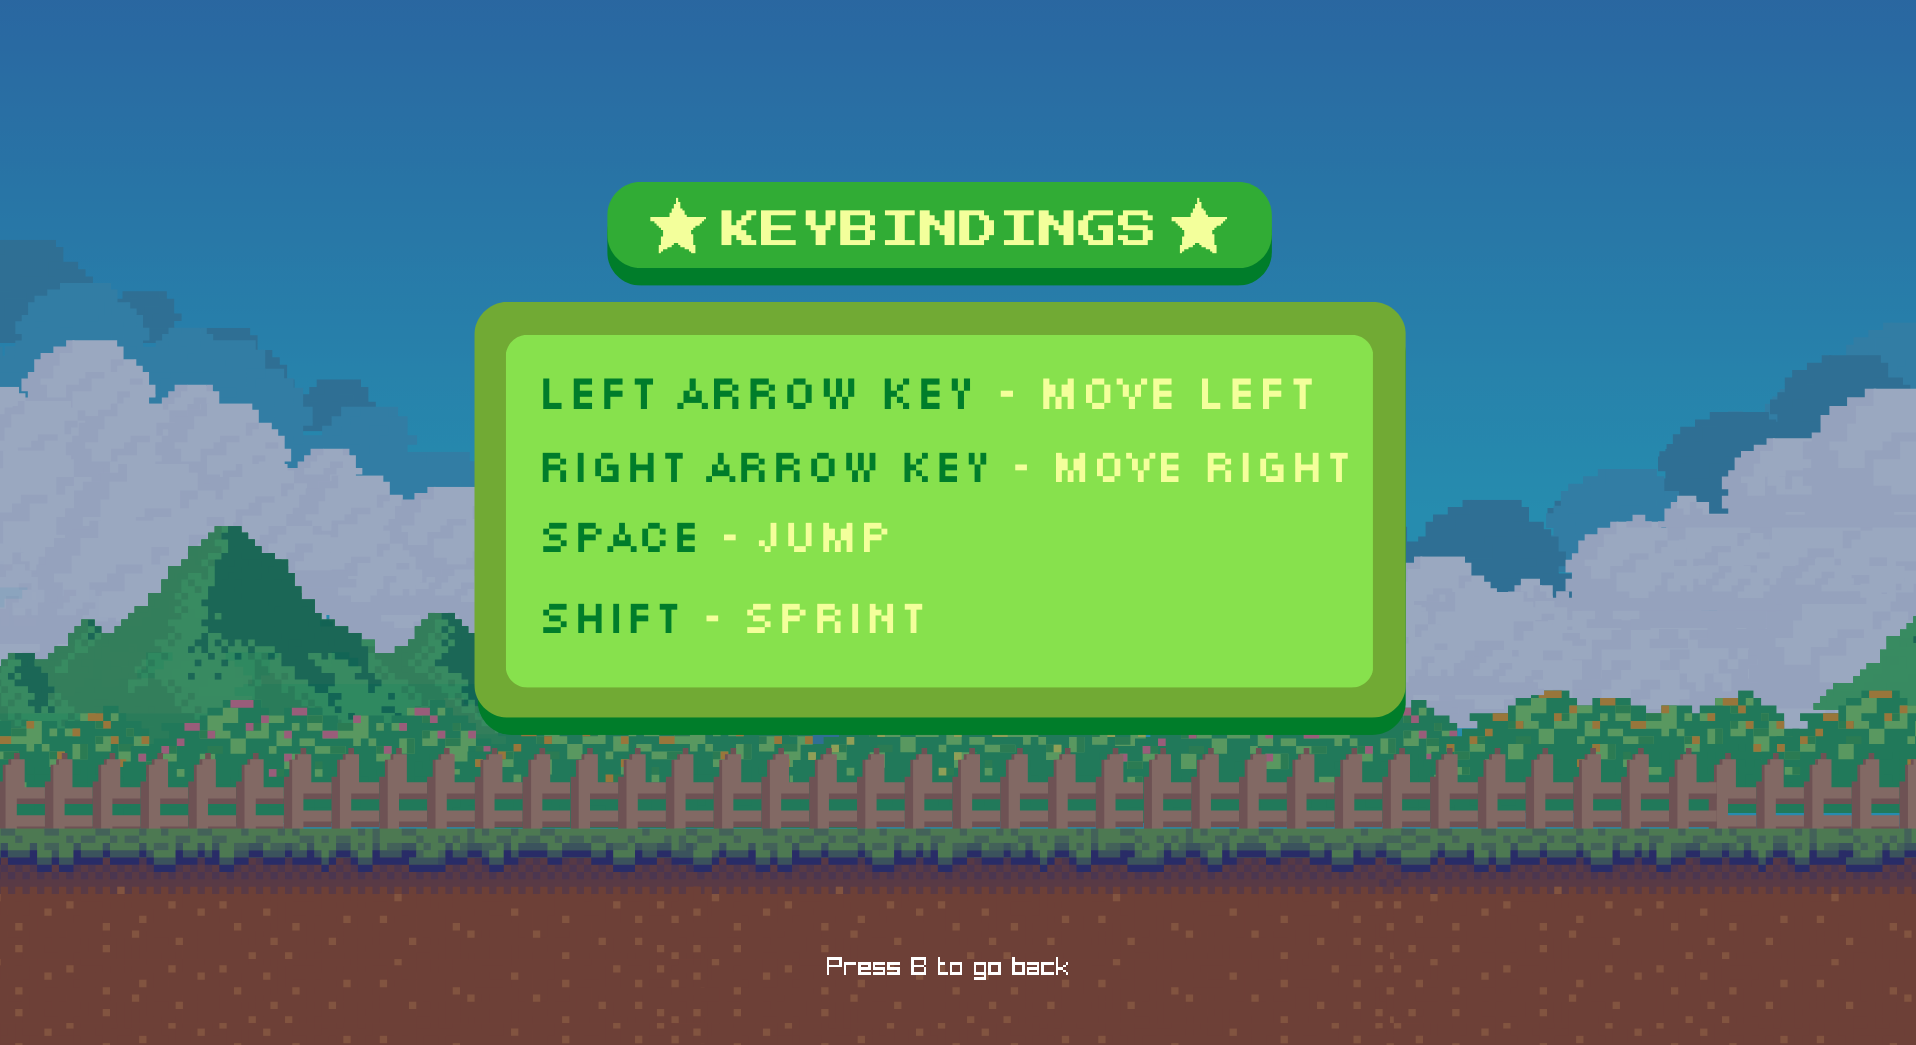 KEYBINDINGS
LEFT ARROW KEY - MOVE LEFT
RIGHT ARROW KEY - MOVE RIGHT
SPACE - JUMP
SHIFT - SPRINT
Press B to go back